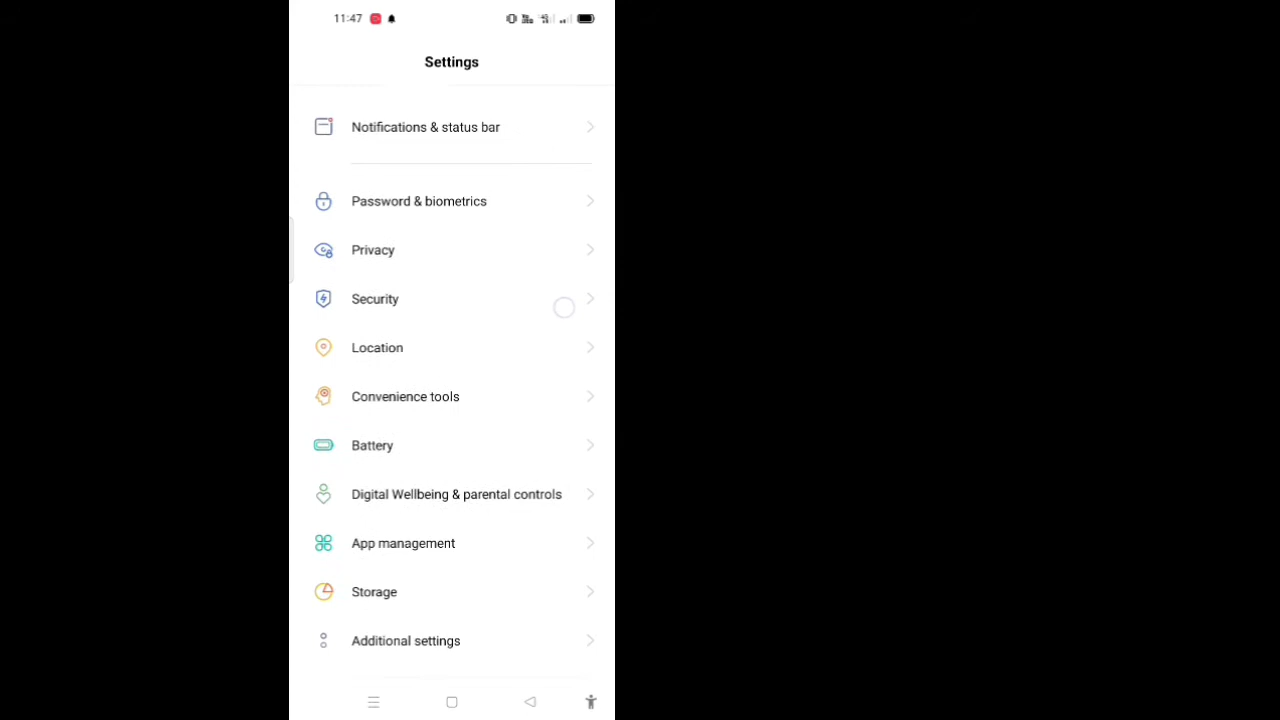 11:47
Settings
Notifications & status bar
Password & biometrics
Privacy
Security
Location
Convenience tools
Battery
Digital Wellbeing & parental controls
App management
Storage
Additional settings